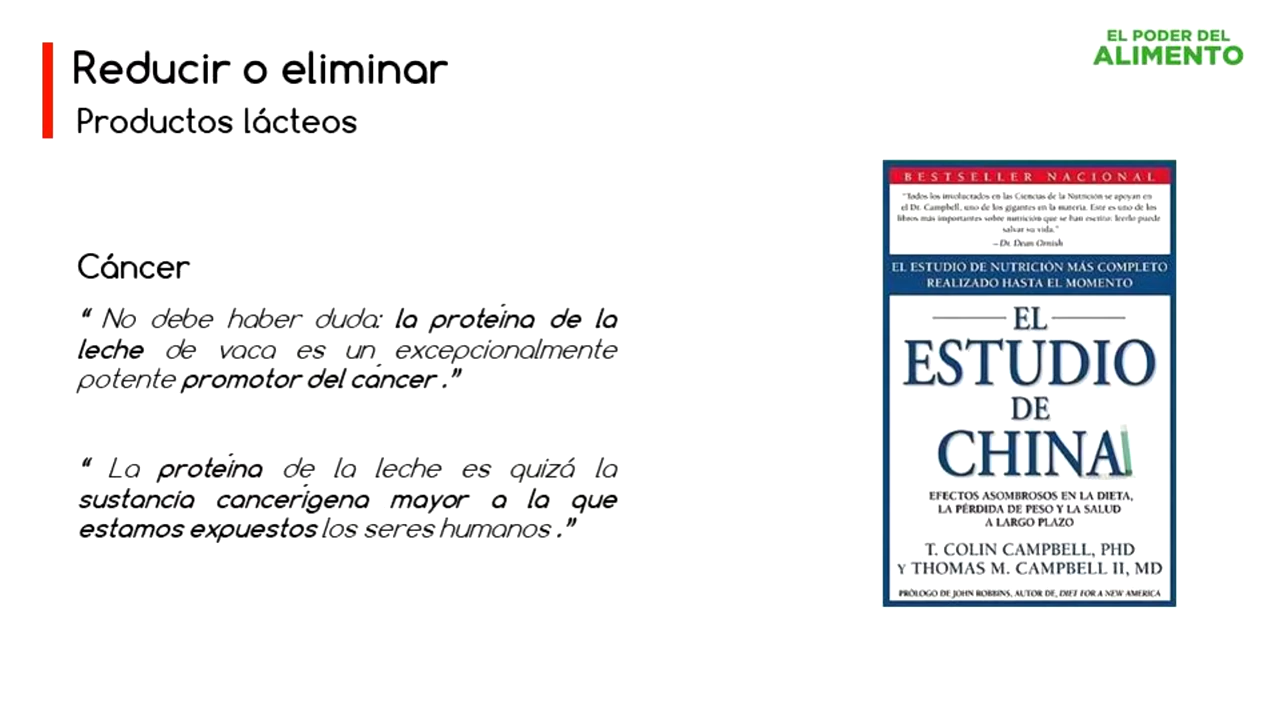 Reducir o eliminar
Productos lácteos
EL PODER DEL
ALIMENTO
Cáncer
“ No debe haber duda: la proteína de la
leche de vaca es un excepcionalmente
potente promotor del cáncer .”
“ La proteína de la leche es quizá la
sustancia cancerígena mayor a la que
estamos expuestos los seres humanos .”
BESTSELLER NACIONAL
“Todos los involuctados en las Ciencias de la Nutrición se apoyan en
el Dr. Campbell, uno de los gigantes en la materia. Este es uno de los
libros más importantes sobre nutrición que se han escrito: leerlo puede
salvar su vida.”
—Dr. Dean Ornish
EL ESTUDIO DE NUTRICIÓN MÁS COMPLETO
REALIZADO HASTA EL MOMENTO
EL
ESTUDIO
DE
CHINA
EFECTOS ASOMBROSOS EN LA DIETA,
LA PÉRDIDA DE PESO Y LA SALUD
A LARGO PLAZO
T. COLIN CAMPBELL, PHD
Y THOMAS M. CAMPBELL II, MD
PRÓLOGO DE JOHN ROBBINS, AUTOR DE, DIET FOR A NEW AMERICA